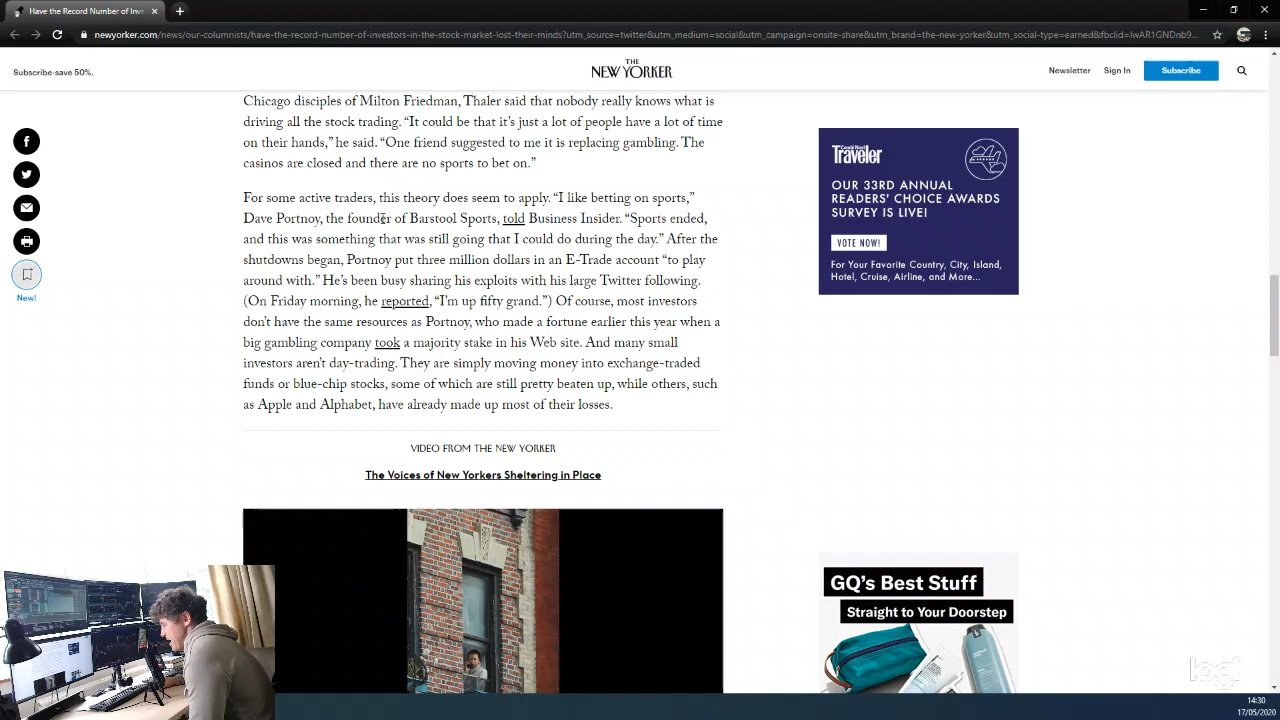 Have the Record Number of Inve
newyorker.com/news/our-columnists/have-the-record-number-of-investors-in-the-stock-market-lost-their-minds?utm_source=twitter&utm_medium=social&utm_campaign=onsite-share&utm_brand=the-new-yorker&utm_social-type=earned&fbclid=IwAR1GNDnb9...
Subscribe-save 50%.
THE
NEW YORKER
Newsletter
Sign In
Subscribe
Chicago disciples of Milton Friedman, Thaler said that nobody really knows what is
driving all the stock trading. “It could be that it’s just a lot of people have a lot of time
on their hands,” he said. “One friend suggested to me it is replacing gambling. The
casinos are closed and there are no sports to bet on.”
For some active traders, this theory does seem to apply. “I like betting on sports,”
Dave Portnoy, the founder of Barstool Sports, told Business Insider. “Sports ended,
and this was something that was still going that I could do during the day.” After the
shutdowns began, Portnoy put three million dollars in an E-Trade account “to play
around with.” He’s been busy sharing his exploits with his large Twitter following.
(On Friday morning, he reported, “I’m up fifty grand.”) Of course, most investors
don’t have the same resources as Portnoy, who made a fortune earlier this year when a
big gambling company took a majority stake in his Web site. And many small
investors aren’t day-trading. They are simply moving money into exchange-traded
funds or blue-chip stocks, some of which are still pretty beaten up, while others, such
as Apple and Alphabet, have already made up most of their losses.
New!
VIDEO FROM THE NEW YORKER
The Voices of New Yorkers Sheltering in Place
Condé Nast
Traveler
OUR 33RD ANNUAL
READERS' CHOICE AWARDS
SURVEY IS LIVE!
VOTE NOW!
For Your Favorite Country, City, Island,
Hotel, Cruise, Airline, and More...
GQ's Best Stuff
Straight to Your Doorstep
logi
14:30
17/05/2020